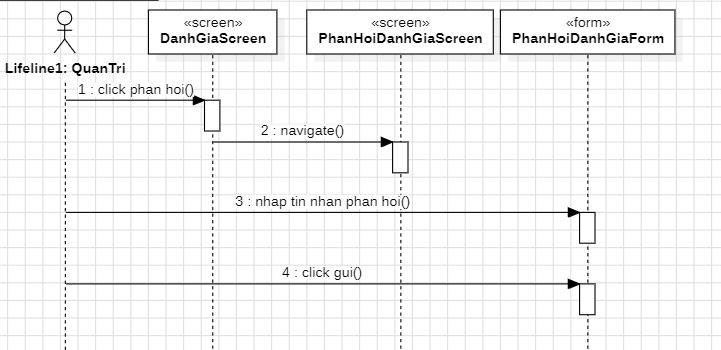 «screen»
DanhGiaScreen
«screen»
PhanHoiDanhGiaScreen
«form»
PhanHoiDanhGiaForm
Lifeline1: QuanTri
1 : click phan hoi()
2 : navigate()
3 : nhap tin nhan phan hoi()
4 : click gui()